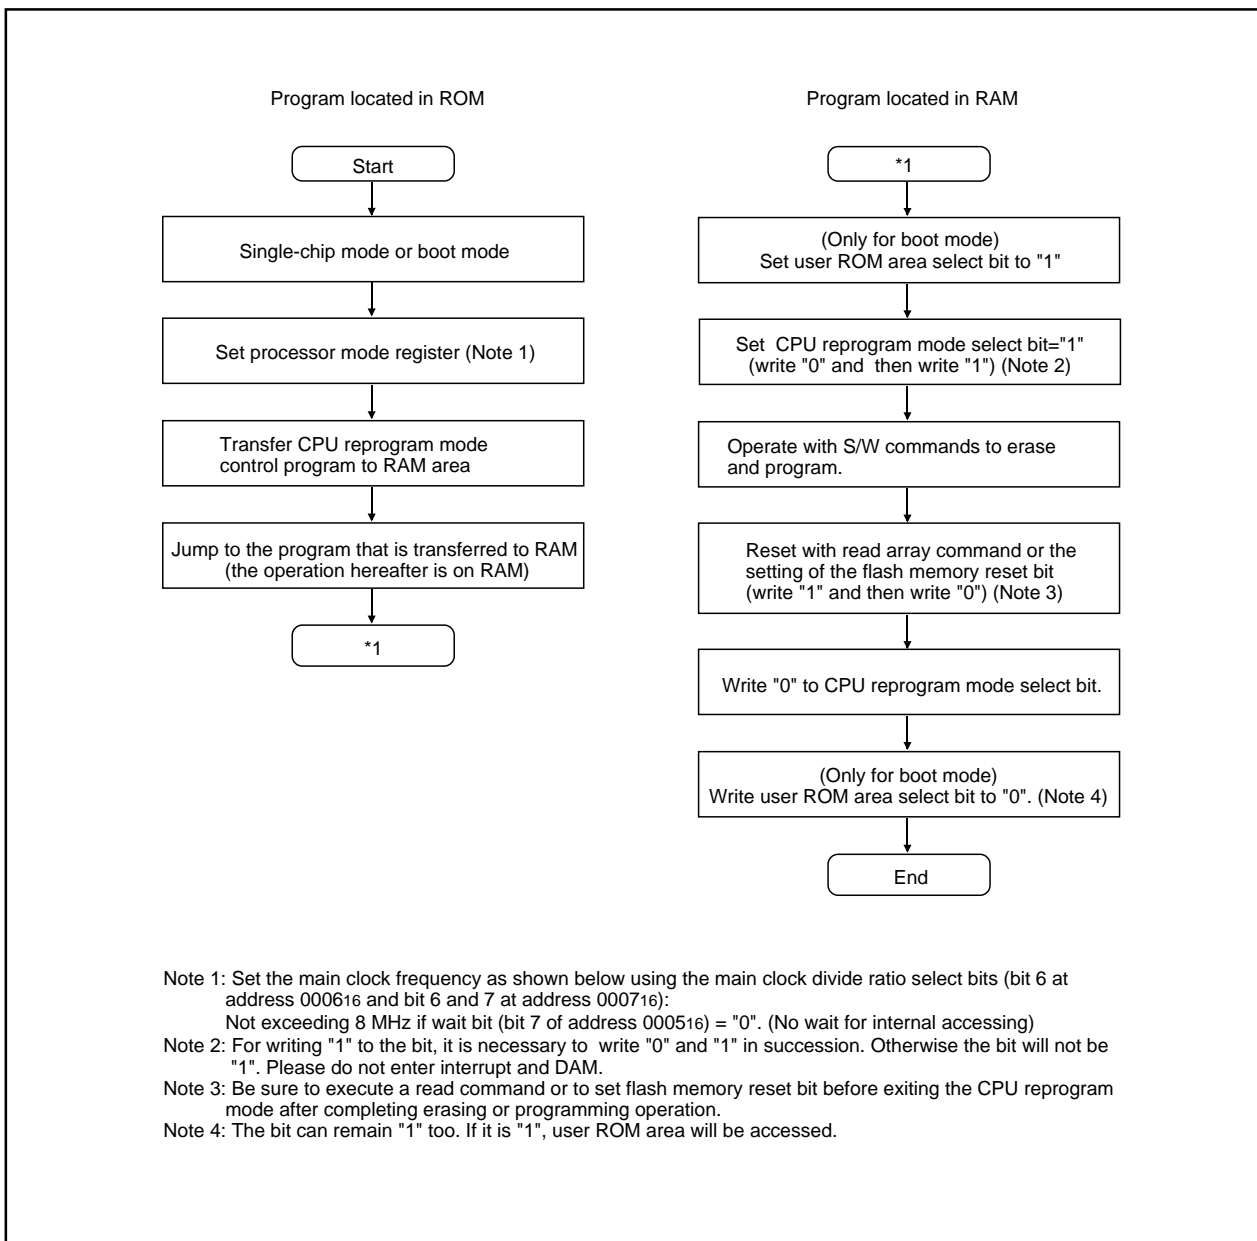 Program located in ROM
Start
Single-chip mode or boot mode
Set processor mode register (Note 1)
Transfer CPU reprogram mode
control program to RAM area
Jump to the program that is transferred to RAM
(the operation hereafter is on RAM)
*1
Program located in RAM
*1
(Only for boot mode)
Set user ROM area select bit to "1"
Set CPU reprogram mode select bit="1"
(write "0" and then write "1") (Note 2)
Operate with S/W commands to erase
and program.
Reset with read array command or the
setting of the flash memory reset bit
(write "1" and then write "0") (Note 3)
Write "0" to CPU reprogram mode select bit.
(Only for boot mode)
Write user ROM area select bit to "0". (Note 4)
End
Note 1: Set the main clock frequency as shown below using the main clock divide ratio select bits (bit 6 at
address 000616 and bit 6 and 7 at address 000716):
Not exceeding 8 MHz if wait bit (bit 7 of address 000516) = "0". (No wait for internal accessing)
Note 2: For writing "1" to the bit, it is necessary to write "0" and "1" in succession. Otherwise the bit will not be
"1". Please do not enter interrupt and DAM.
Note 3: Be sure to execute a read command or to set flash memory reset bit before exiting the CPU reprogram
mode after completing erasing or programming operation.
Note 4: The bit can remain "1" too. If it is "1", user ROM area will be accessed.